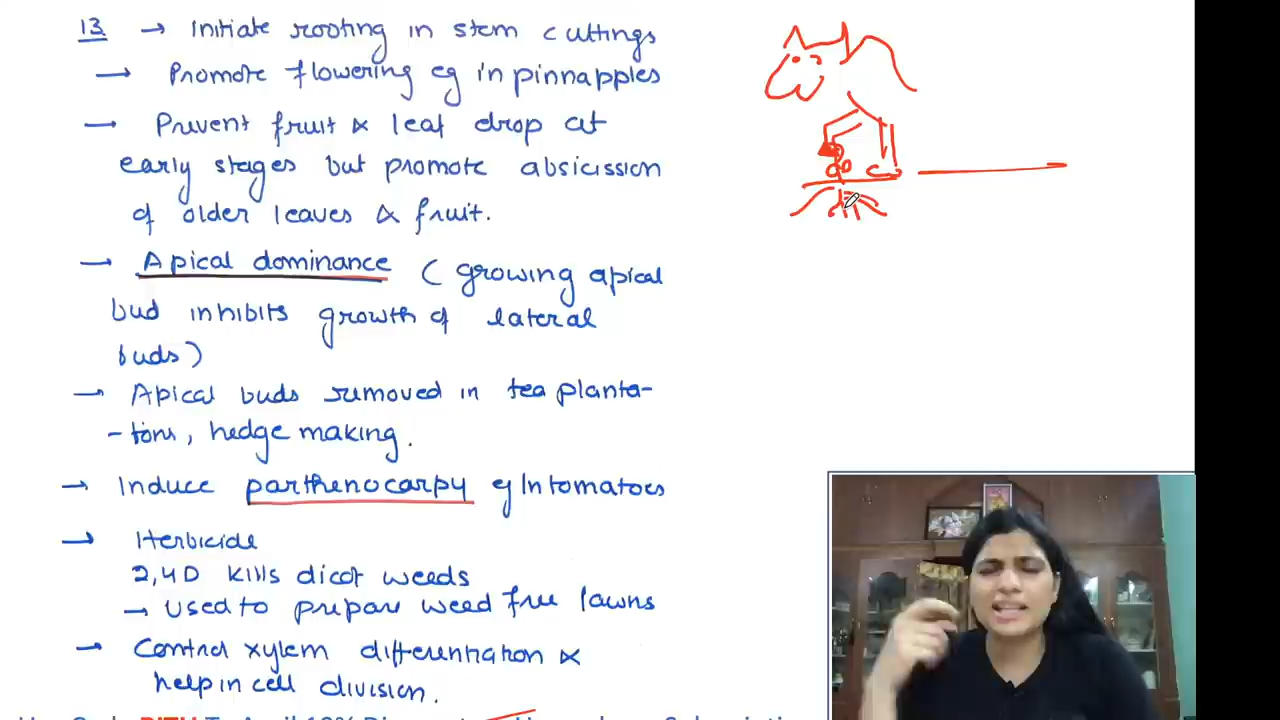 13 → Initiate rooting in stem cuttings
→ Promote flowering eg in pinnapples
→ Prevent fruit & leaf drop at
early stages but promote absicission
of older leaves & fruit.
→ Apical dominance ( growing apical
bud inhibits growth of lateral
buds)
→ Apical buds removed in tea planta-
-tions, hedge making.
→ Induce parthenocarpy eg In tomatoes
→ Herbicide
2,4D kills dicot weeds
→ Used to prepare weed free lawns
→ Control xylem differentiation &
help in cell division.